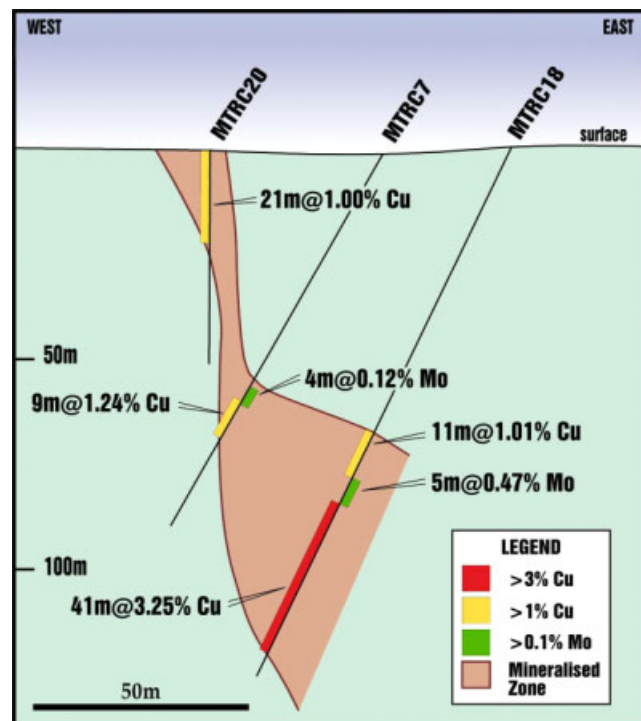 WEST
EAST
MTRC20
MTRC7
MTRC18
surface
21m@1.00% Cu
50m
4m@0.12% Mo
9m@1.24% Cu
11m@1.01% Cu
5m@0.47% Mo
100m
41m@3.25% Cu
LEGEND
>3% Cu
>1% Cu
>0.1% Mo
Mineralised
Zone
50m